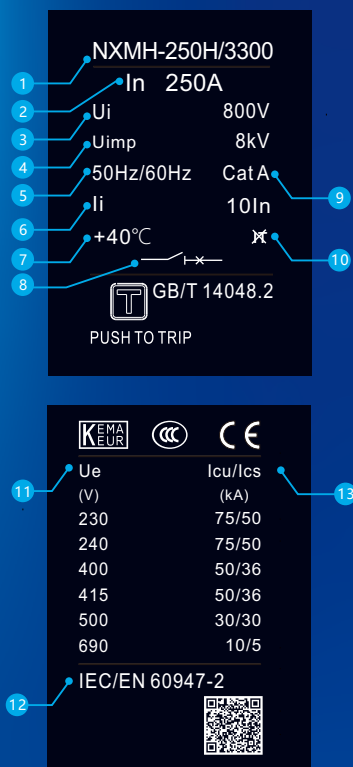 NXMH-250H/3300
1
In 250A
2
Ui 800V
3
Uimp 8kV
4
50Hz/60Hz Cat A
5
9
Ii 10In
6
+40℃
7
10
8
T GB/T 14048.2
PUSH TO TRIP
KEMA EUR CCC CE
Ue Icu/Ics
11
(V) (kA)
13
230 75/50
240 75/50
400 50/36
415 50/36
500 30/30
690 10/5
IEC/EN 60947-2
12